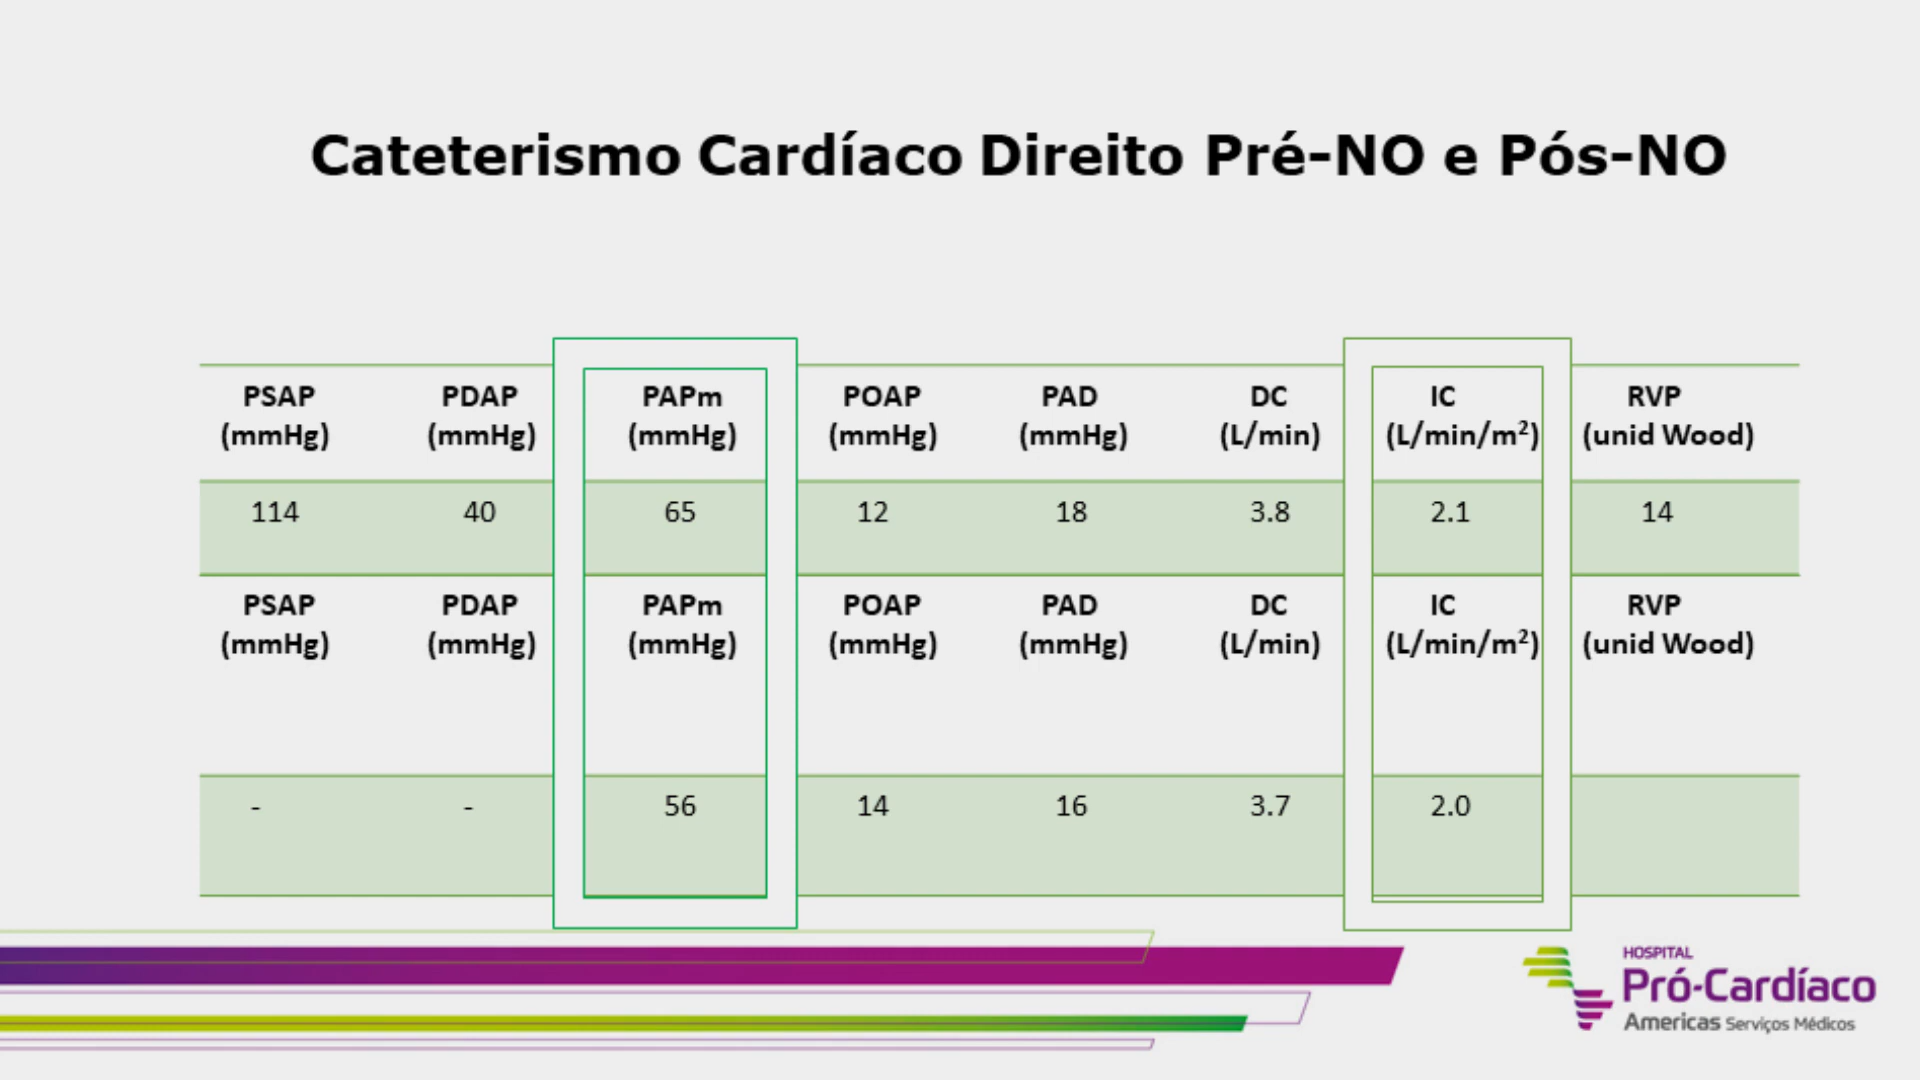 Cateterismo Cardíaco Direito Pré-NO e Pós-NO
PSAP PDAP PAPm POAP PAD DC IC RVP
(mmHg) (mmHg) (mmHg) (mmHg) (mmHg) (L/min) (L/min/m²) (unid Wood)
114 40 65 12 18 3.8 2.1 14
PSAP PDAP PAPm POAP PAD DC IC RVP
(mmHg) (mmHg) (mmHg) (mmHg) (mmHg) (L/min) (L/min/m²) (unid Wood)
- - 56 14 16 3.7 2.0
HOSPITAL
Pró-Cardíaco
Americas Serviços Médicos